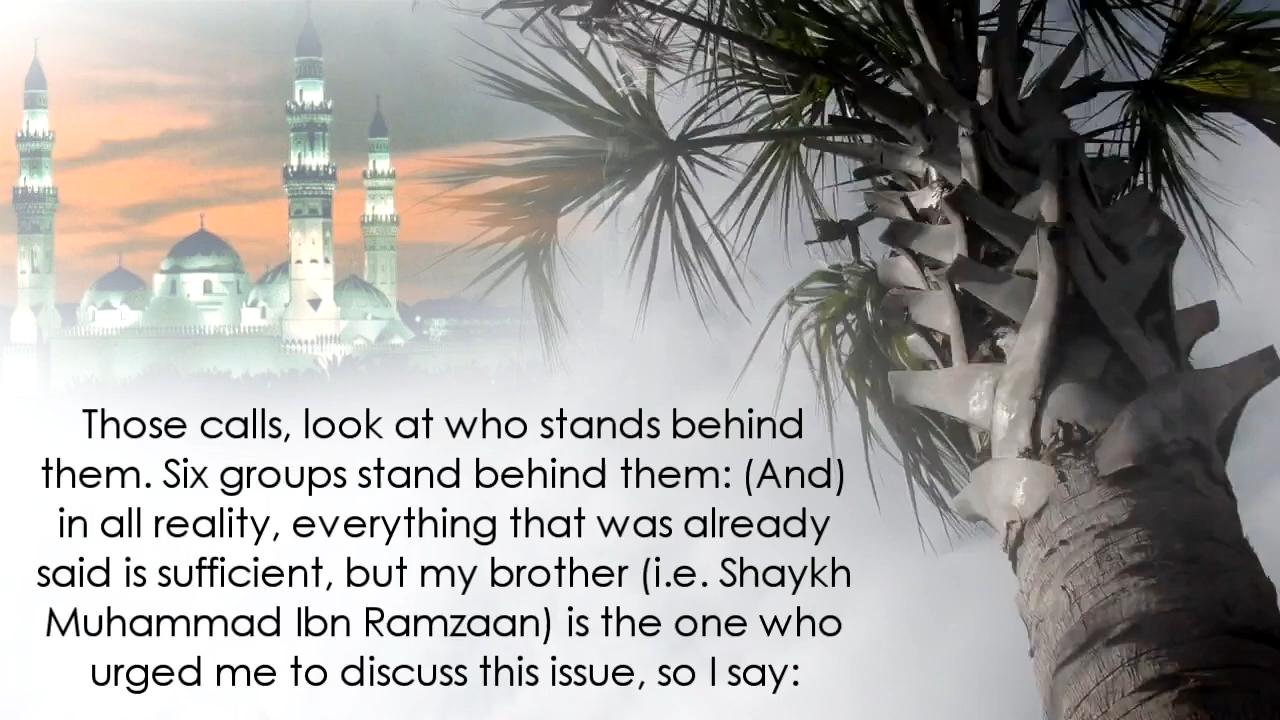 Those calls, look at who stands behind
them. Six groups stand behind them: (And)
in all reality, everything that was already
said is sufficient, but my brother (i.e. Shaykh
Muhammad Ibn Ramzaan) is the one who
urged me to discuss this issue, so I say: